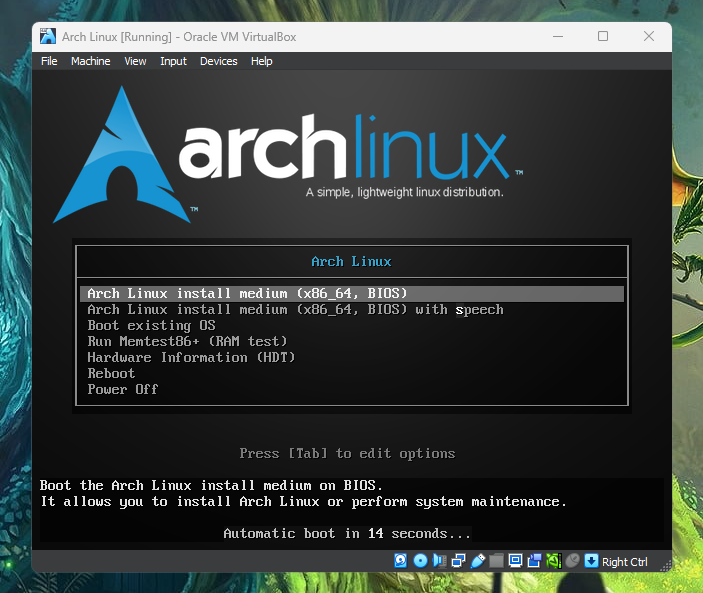 Arch Linux [Running] - Oracle VM VirtualBox
File Machine View Input Devices Help
archlinux™
A simple, lightweight linux distribution.
™
Arch Linux
Arch Linux install medium (x86_64, BIOS)
Arch Linux install medium (x86_64, BIOS) with speech
Boot existing OS
Run Memtest86+ (RAM test)
Hardware Information (HDT)
Reboot
Power Off
Press [Tab] to edit options
Boot the Arch Linux install medium on BIOS.
It allows you to install Arch Linux or perform system maintenance.
Automatic boot in 14 seconds...
Right Ctrl